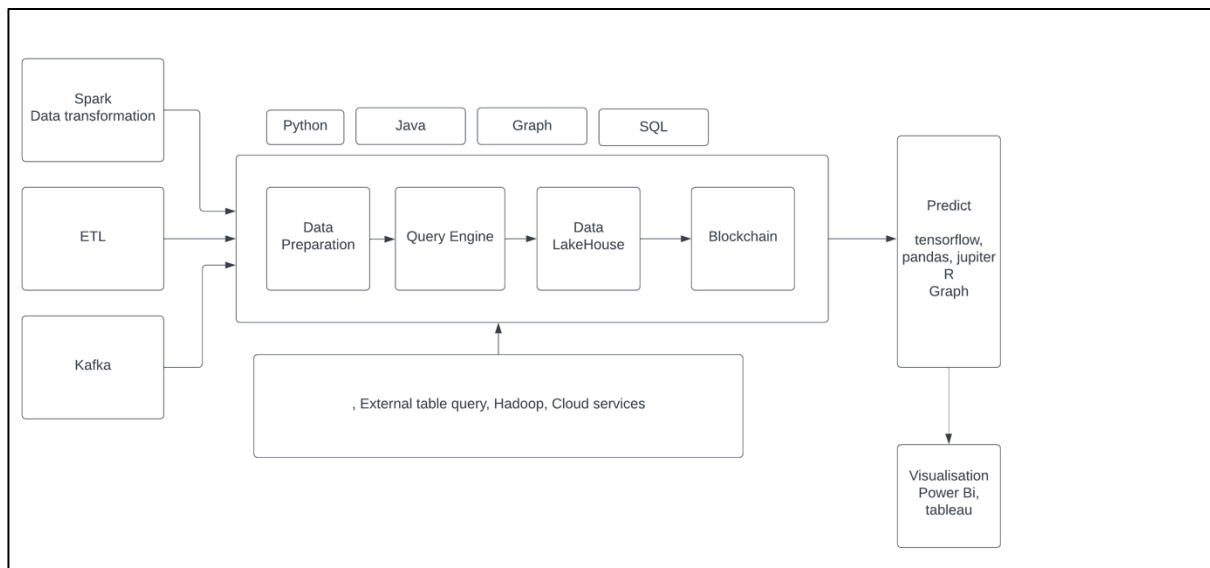 Spark
Data transformation
ETL
Kafka
Python
Java
Graph
SQL
Data
Preparation
Query Engine
Data
LakeHouse
Blockchain
, External table query, Hadoop, Cloud services
Predict
tensorflow,
pandas, jupiter
R
Graph
Visualisation
Power Bi,
tableau